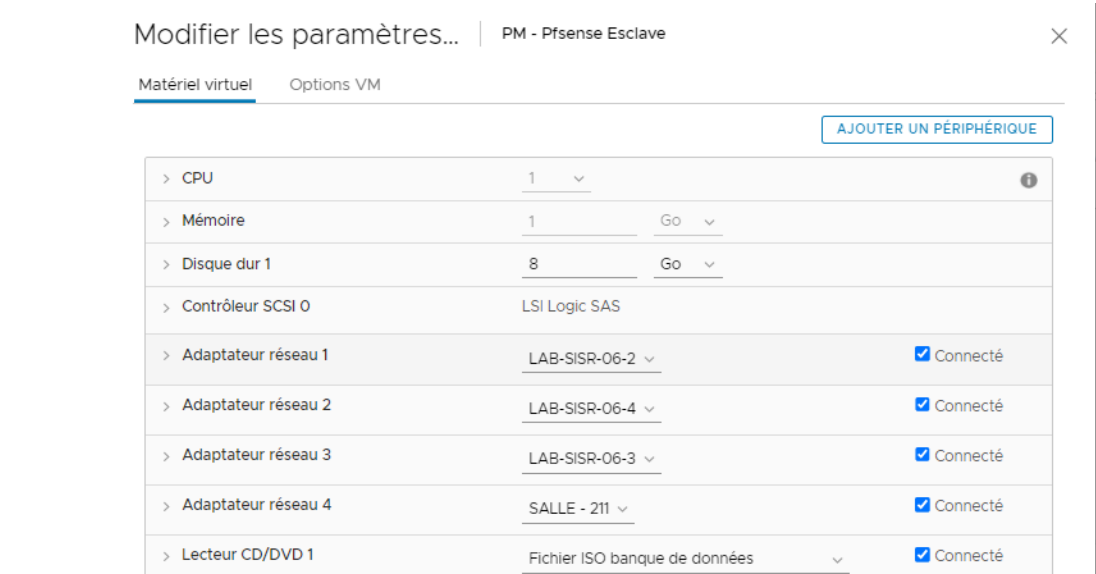 Modifier les paramètres... PM - Pfsense Esclave
Matériel virtuel Options VM
AJOUTER UN PÉRIPHÉRIQUE
CPU 1
Mémoire 1 Go
Disque dur 1 8 Go
Contrôleur SCSI 0 LSI Logic SAS
Adaptateur réseau 1 LAB-SISR-06-2 Connecté
Adaptateur réseau 2 LAB-SISR-06-4 Connecté
Adaptateur réseau 3 LAB-SISR-06-3 Connecté
Adaptateur réseau 4 SALLE - 211 Connecté
Lecteur CD/DVD 1 Fichier ISO banque de données Connecté